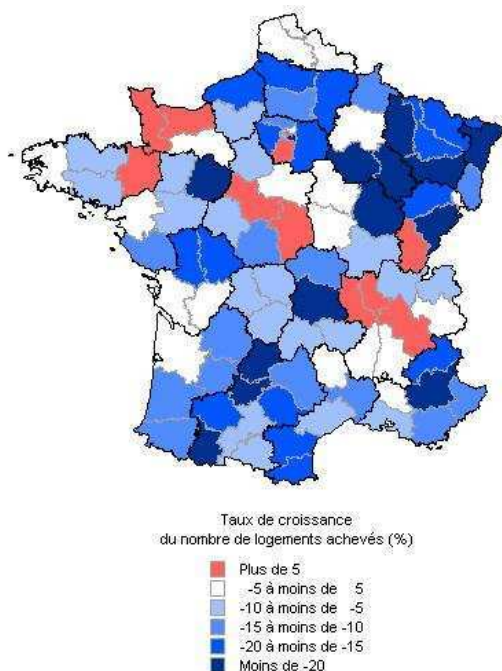 Taux de croissance
du nombre de logements achevés (%)
Plus de 5
-5 à moins de 5
-10 à moins de -5
-15 à moins de -10
-20 à moins de -15
Moins de -20